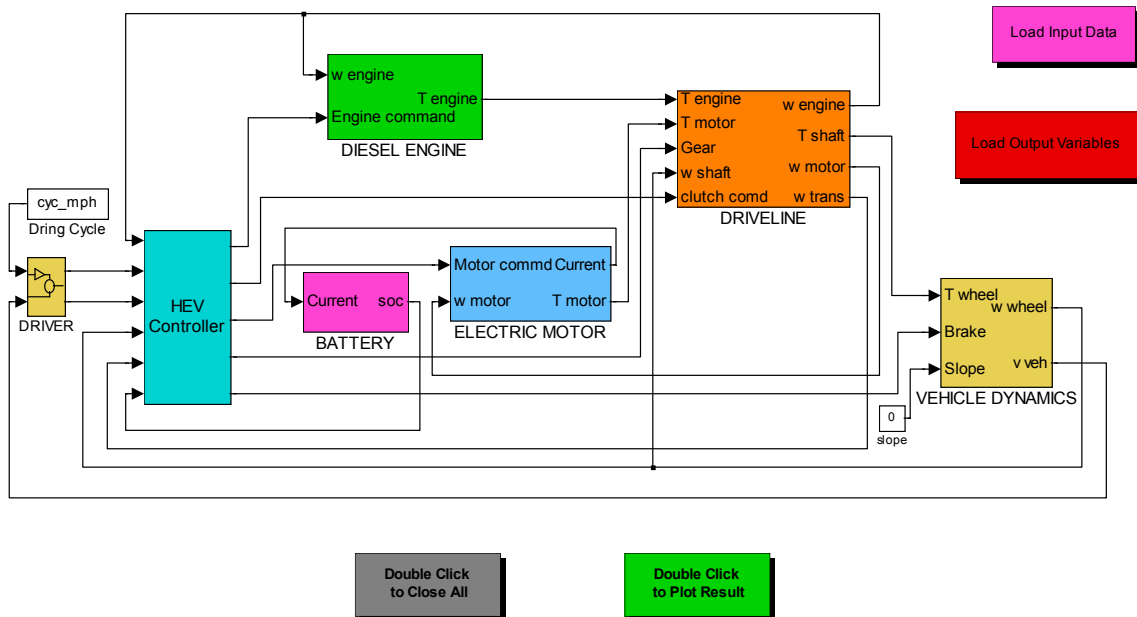 Load Input Data
w engine
T engine
Engine command
DIESEL ENGINE
T engine
w engine
T motor
T shaft
Gear
w motor
w shaft
clutch comd
w trans
DRIVELINE
Load Output Variables
cyc_mph
Dring Cycle
DRIVER
HEV
Controller
Current
soc
BATTERY
Motor commd
Current
w motor
T motor
ELECTRIC MOTOR
T wheel
w wheel
Brake
v veh
Slope
VEHICLE DYNAMICS
0
slope
Double Click
to Close All
Double Click
to Plot Result